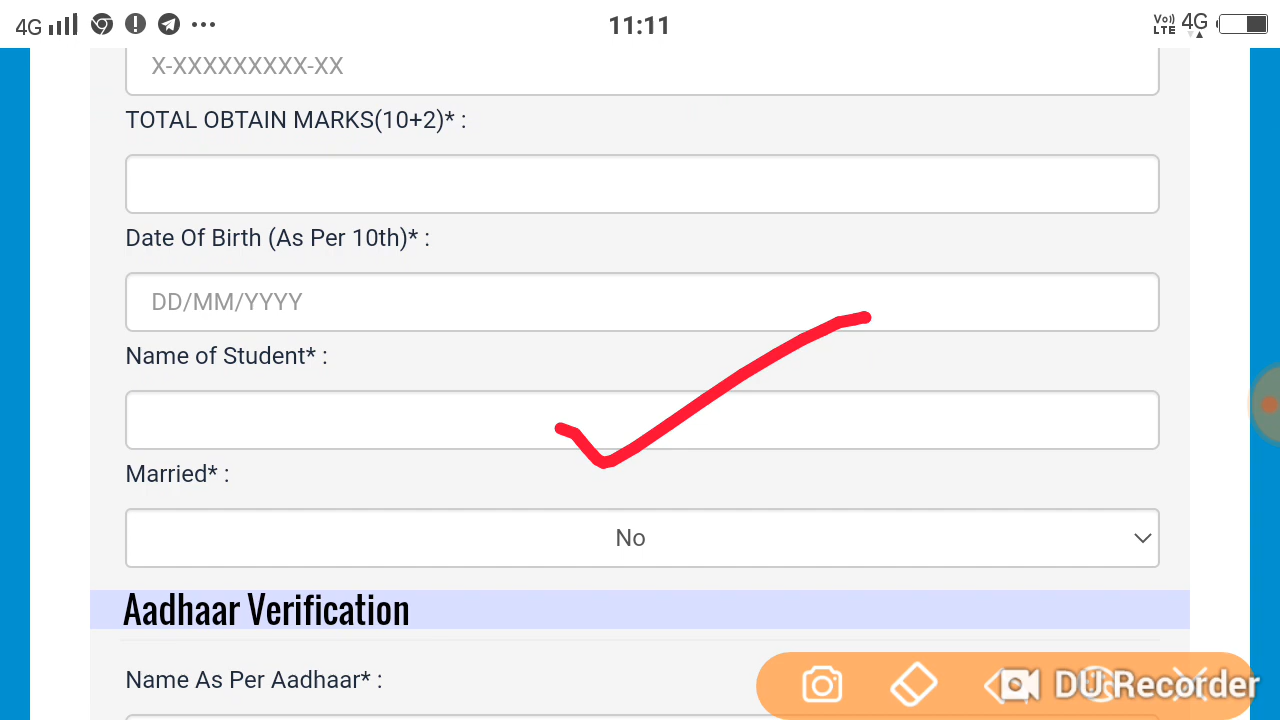 4G 11:11 Vo)) LTE 4G
X-XXXXXXXXX-XX
TOTAL OBTAIN MARKS(10+2)* :
Date Of Birth (As Per 10th)* :
DD/MM/YYYY
Name of Student* :
Married* :
No
Aadhaar Verification
Name As Per Aadhaar* :
DU Recorder